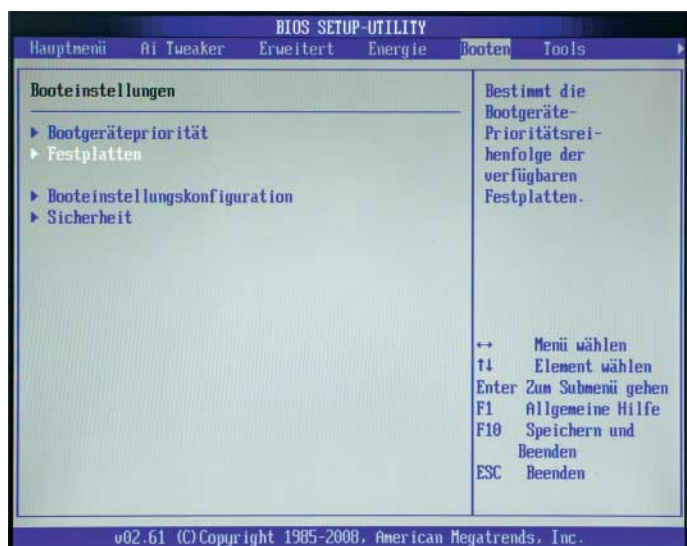 BIOS SETUP-UTILITY
Hauptmenü Ai Tweaker Erweitert Energie Booten Tools
Booteinstellungen
Bootgerätepriorität
Festplatten
Booteinstellungskonfiguration
Sicherheit
Bestimmt die
Bootgeräte-
Prioritätsrei-
henfolge der
verfügbaren
Festplatten.
↔ Menü wählen
↑↓ Element wählen
Enter Zum Submenü gehen
F1 Allgemeine Hilfe
F10 Speichern und
Beenden
ESC Beenden
v02.61 (C)Copyright 1985-2008, American Megatrends, Inc.